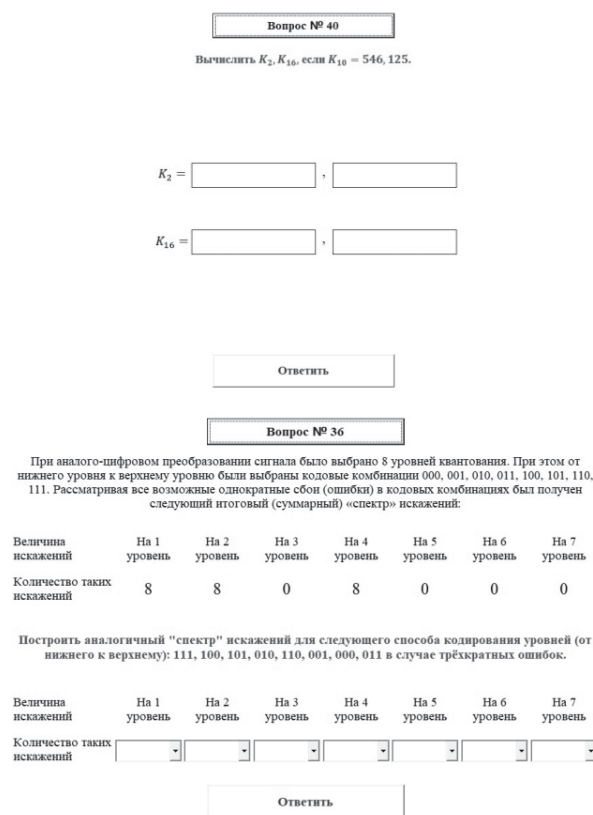 Вопрос № 40
Вычислить K₂, K₁₆, если K₁₀ = 546, 125.
K₂ = ,
K₁₆ = ,
Ответить
Вопрос № 36
При аналого-цифровом преобразовании сигнала было выбрано 8 уровней квантования. При этом от
нижнего уровня к верхнему уровню были выбраны кодовые комбинации 000, 001, 010, 011, 100, 101, 110,
111. Рассматривая все возможные однократные сбои (ошибки) в кодовых комбинациях был получен
следующий итоговый (суммарный) «спектр» искажений:
Величина На 1 На 2 На 3 На 4 На 5 На 6 На 7
искажений уровень уровень уровень уровень уровень уровень уровень
Количество таких 8 8 0 8 0 0 0
искажений
Построить аналогичный "спектр" искажений для следующего способа кодирования уровней (от
нижнего к верхнему): 111, 100, 101, 010, 110, 001, 000, 011 в случае трёхкратных ошибок.
Величина На 1 На 2 На 3 На 4 На 5 На 6 На 7
искажений уровень уровень уровень уровень уровень уровень уровень
Количество таких
искажений
Ответить